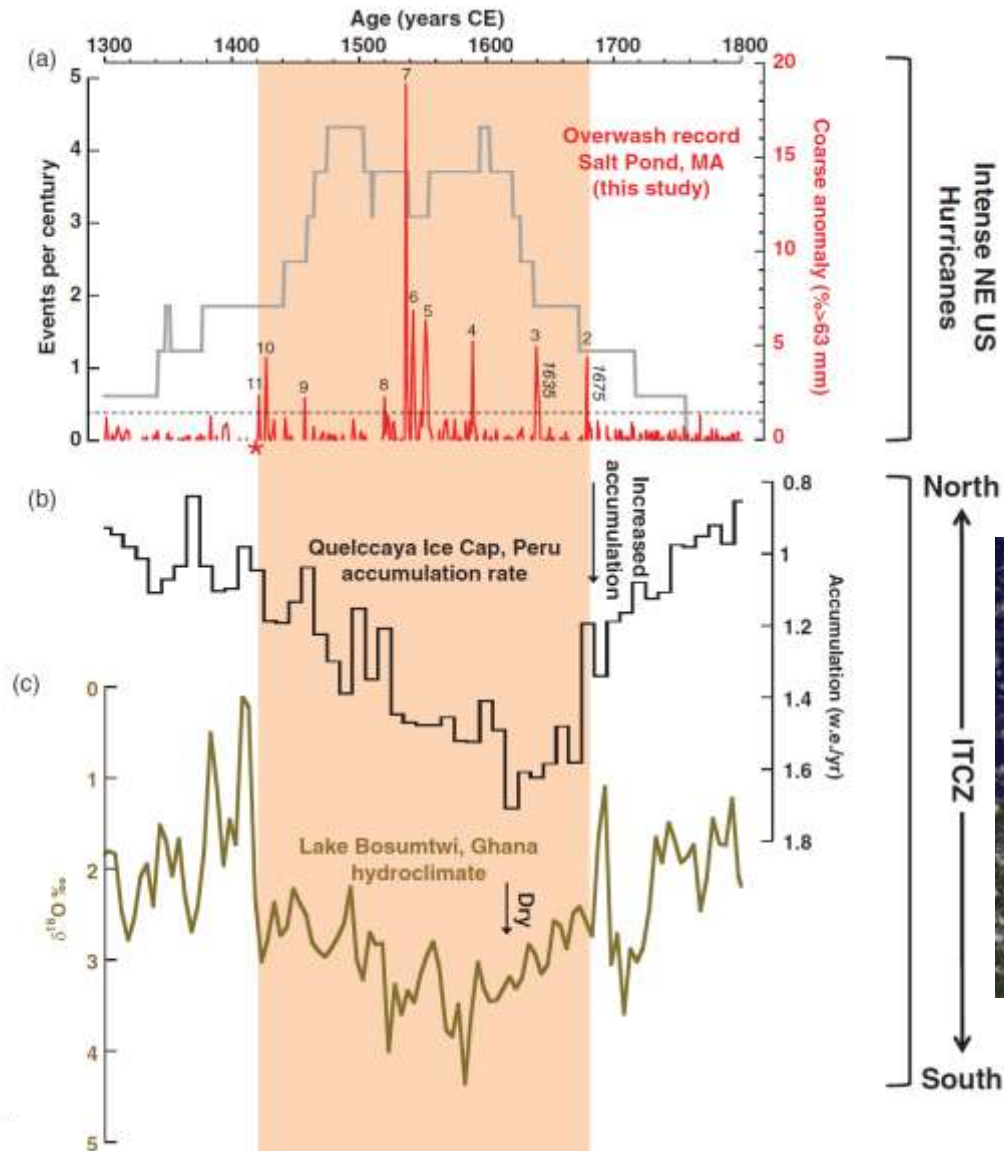 Age (years CE)
1300 1400 1500 1600 1700 1800
(a)
5
4
3
2
1
0
Events per century
7
6
5
4
3
2
10
11
9
8
1635
1675
*
Overwash record
Salt Pond, MA
(this study)
20
15
10
5
0
Coarse anomaly (%>63 mm)
Intense NE US
Hurricanes
(b)
Quelccaya Ice Cap, Peru
accumulation rate
Increased
accumulation
0.8
1
1.2
1.4
1.6
1.8
Accumulation (w.e./yr)
North
ITCZ
South
(c)
0
1
2
3
4
5
δ¹⁸O ‰
Lake Bosumtwi, Ghana
hydroclimate
Dry